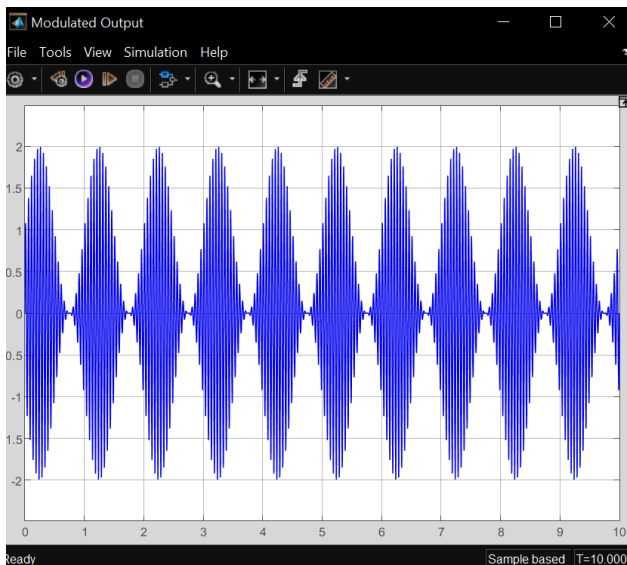 Modulated Output
File Tools View Simulation Help
2
1.5
1
0.5
0
0.5
-1
1.5
-2
0 1 2 3 4 5 6 7 8 9 10
Ready Sample based T=10.000